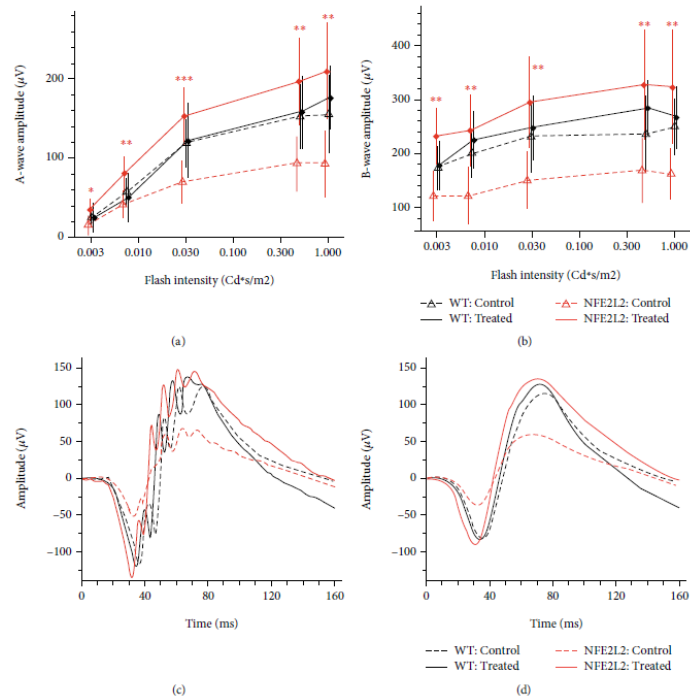 **
**
***
**
*
200
100
0
A-wave amplitude (μV)
0.003 0.010 0.030 0.100 0.300 1.000
Flash intensity (Cd*s/m2)
(a)
** **
**
** **
400
300
200
100
B-wave amplitude (μV)
0.003 0.010 0.030 0.100 0.300 1.000
Flash intensity (Cd*s/m2)
WT: Control NFE2L2: Control
WT: Treated NFE2L2: Treated
(b)
150
100
50
0
−50
−100
Amplitude (μV)
0 40 80 120 160
Time (ms)
(c)
150
100
50
0
−50
−100
Amplitude (μV)
0 40 80 120 160
Time (ms)
WT: Control NFE2L2: Control
WT: Treated NFE2L2: Treated
(d)